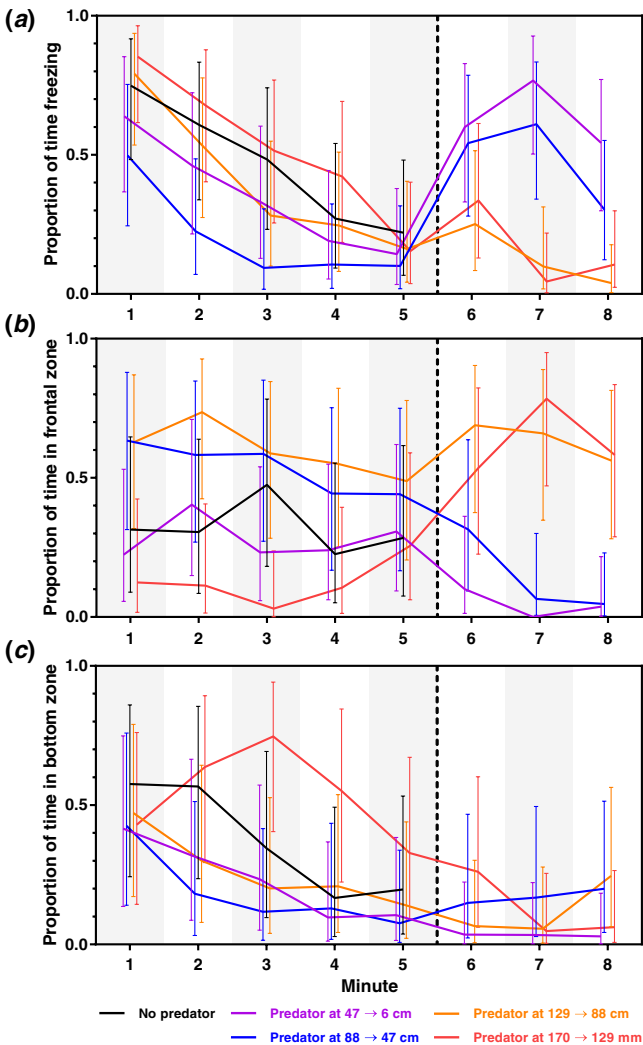 (a)
Proportion of time freezing
1.0
0.5
0.0
1 2 3 4 5 6 7 8
(b)
Proportion of time in frontal zone
1.0
0.5
0.0
1 2 3 4 5 6 7 8
(c)
Proportion of time in bottom zone
1.0
0.5
0.0
1 2 3 4 5 6 7 8
Minute
No predator
Predator at 47 → 6 cm
Predator at 129 → 88 cm
Predator at 88 → 47 cm
Predator at 170 → 129 mm